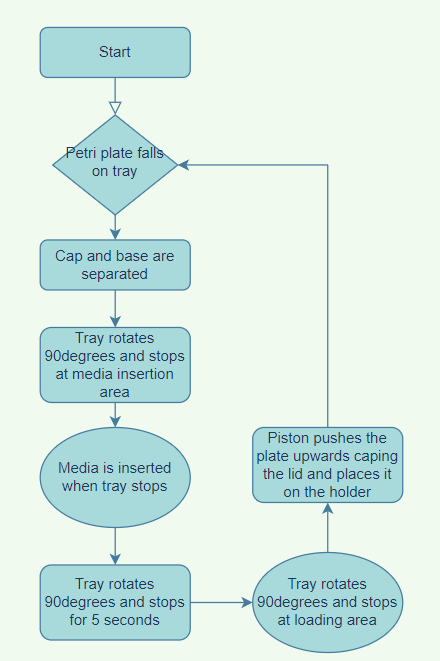 Start
Petri plate falls
on tray
Cap and base are
separated
Tray rotates
90degrees and stops
at media insertion
area
Media is inserted
when tray stops
Tray rotates
90degrees and stops
for 5 seconds
Tray rotates
90degrees and stops
at loading area
Piston pushes the
plate upwards caping
the lid and places it
on the holder